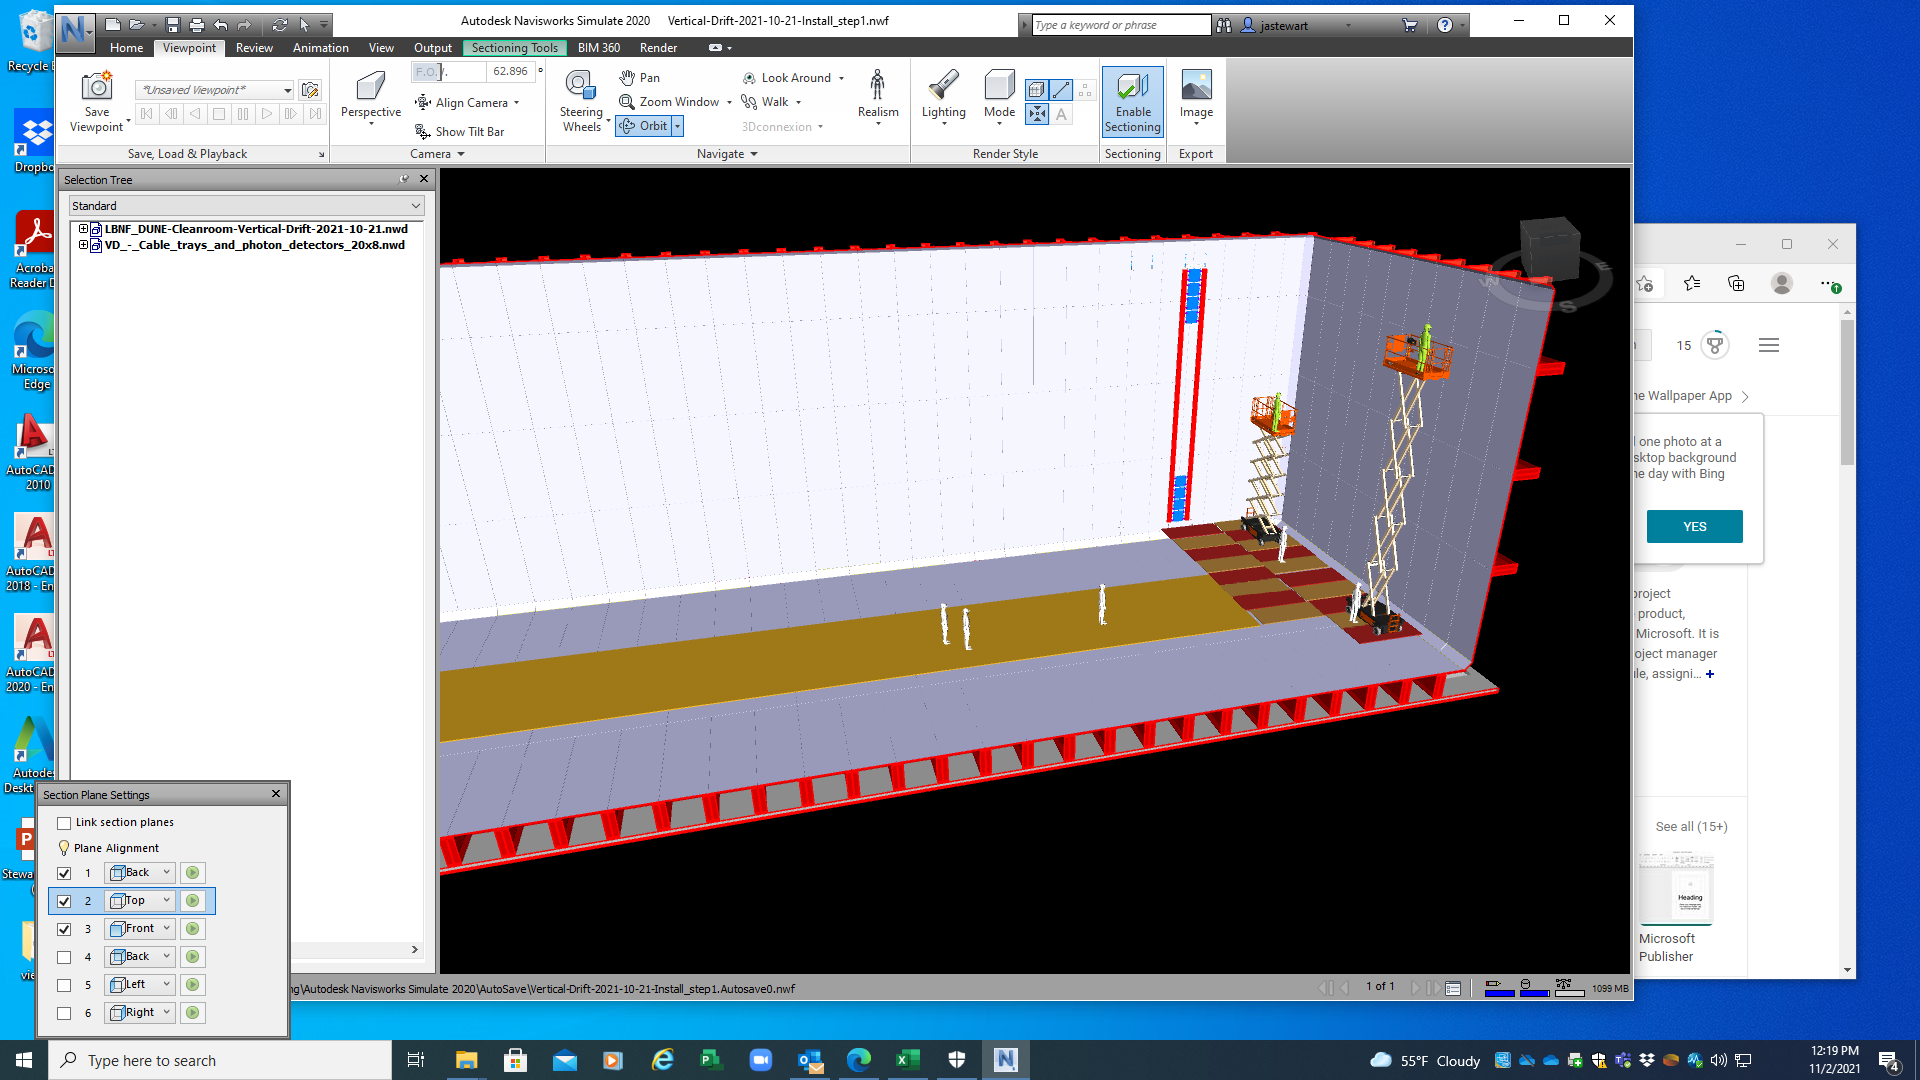 Autodesk Navisworks Simulate 2020 Vertical-Drift-2021-10-21-Install_step1.nwf
Type a keyword or phrase
jastewart
Home Viewpoint Review Animation View Output Sectioning Tools BIM 360 Render
Save Viewpoint
*Unsaved Viewpoint*
Save, Load & Playback
Perspective
F.O.V. 62.896 °
Align Camera
Show Tilt Bar
Camera
Steering Wheels
Pan
Zoom Window
Orbit
Look Around
Walk
3Dconnexion
Realism
Navigate
Lighting
Mode
Render Style
Enable Sectioning
Sectioning
Image
Export
Selection Tree
Standard
LBNF_DUNE-Cleanroom-Vertical-Drift-2021-10-21.nwd
VD_-_Cable_trays_and_photon_detectors_20x8.nwd
W
S
E
Recycle
Dropbo
Acroba
Reader D
Microso
Edge
AutoCAD
2010
AutoCAD
2018 - En
AutoCAD
2020 - En
Autodes
Deskt
Stewa
vie
Section Plane Settings
Link section planes
Plane Alignment
1 Back
2 Top
3 Front
4 Back
5 Left
6 Right
g\Autodesk Navisworks Simulate 2020\AutoSave\Vertical-Drift-2021-10-21-Install_step1.Autosave0.nwf
1 of 1
1099 MB
15
e Wallpaper App
one photo at a
sktop background
e day with Bing
YES
project
product,
Microsoft. It is
oject manager
le, assigni... +
See all (15+)
Heading
Microsoft
Publisher
Type here to search
55°F Cloudy
12:19 PM
11/2/2021
4